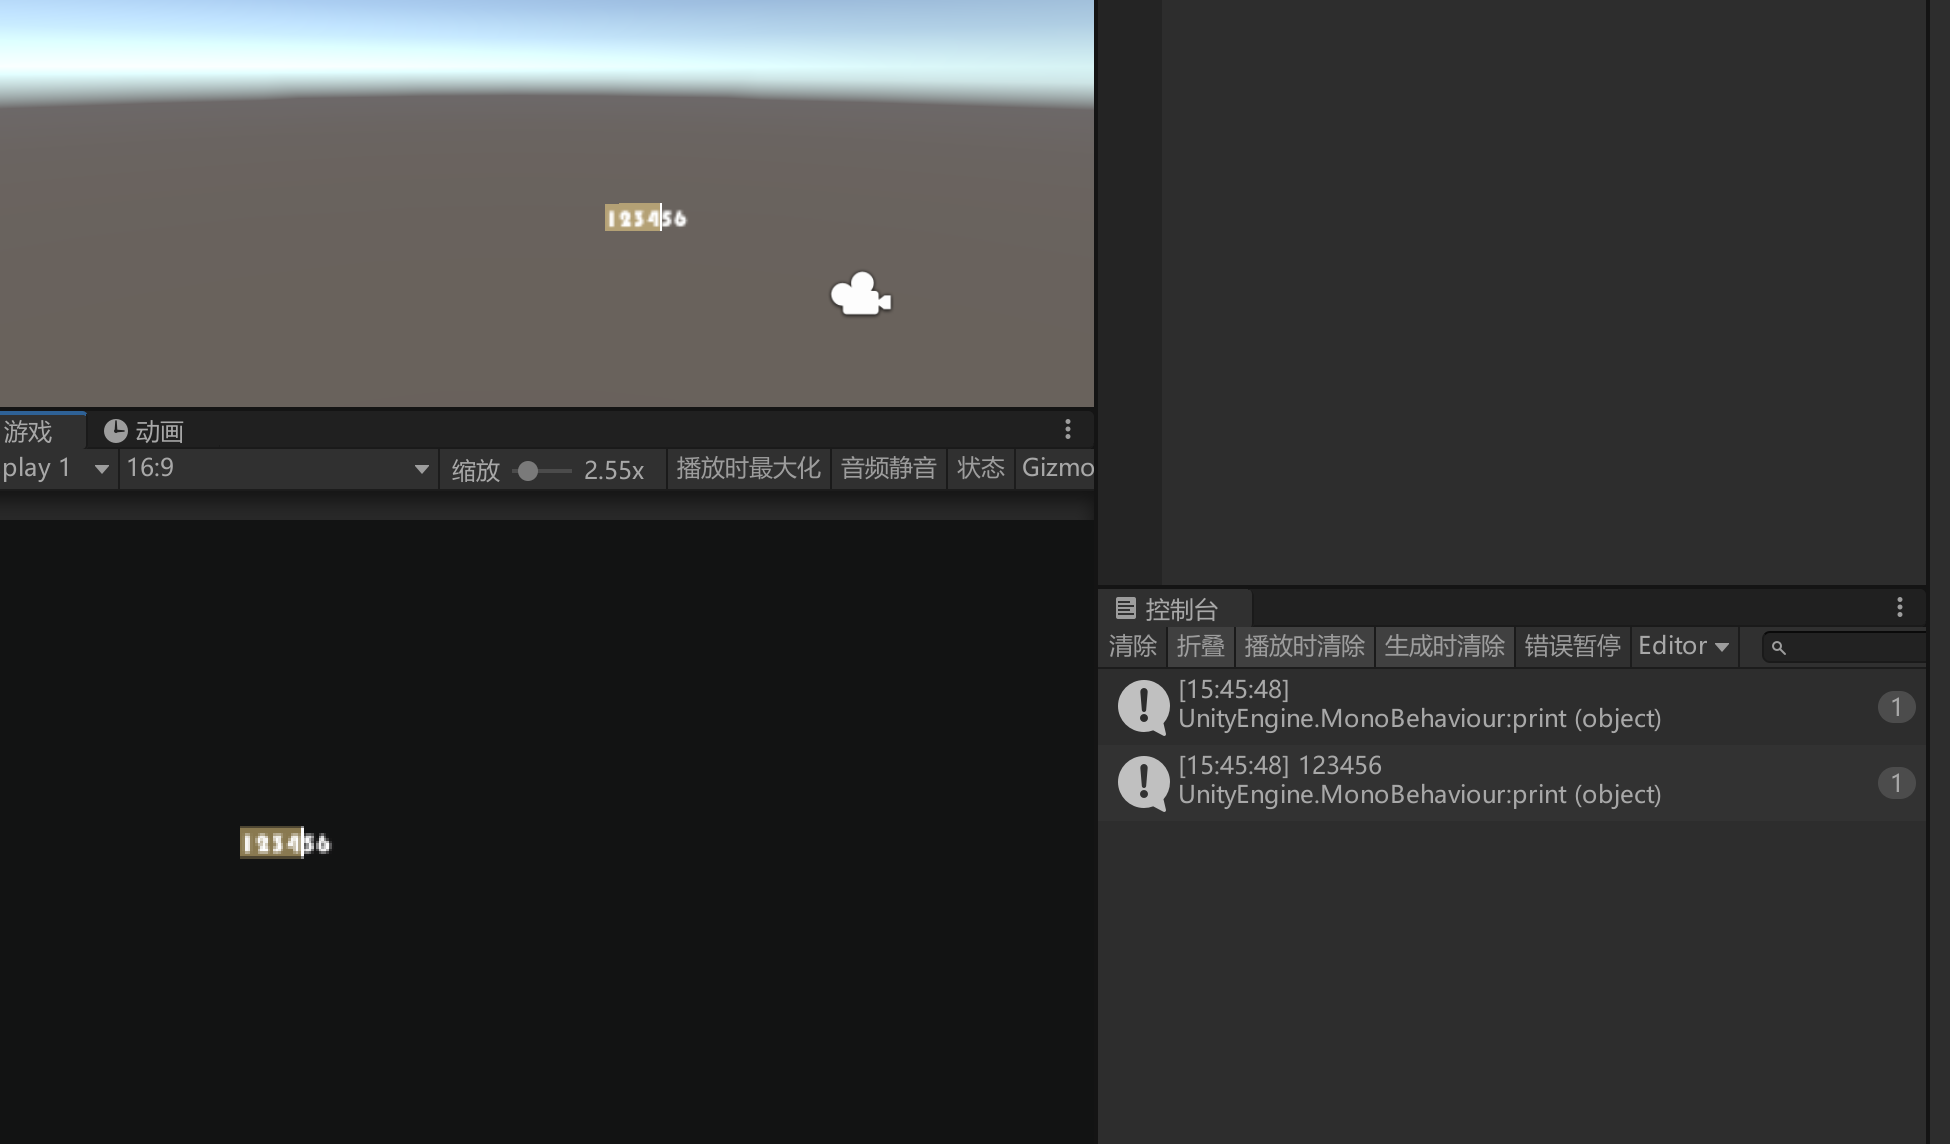 123456
游戏
动画
play 1
16:9
缩放
2.55x
播放时最大化
音频静音
状态
Gizmo
123456
控制台
清除
折叠
播放时清除
生成时清除
错误暂停
Editor
[15:45:48]
UnityEngine.MonoBehaviour:print (object)
1
[15:45:48] 123456
UnityEngine.MonoBehaviour:print (object)
1